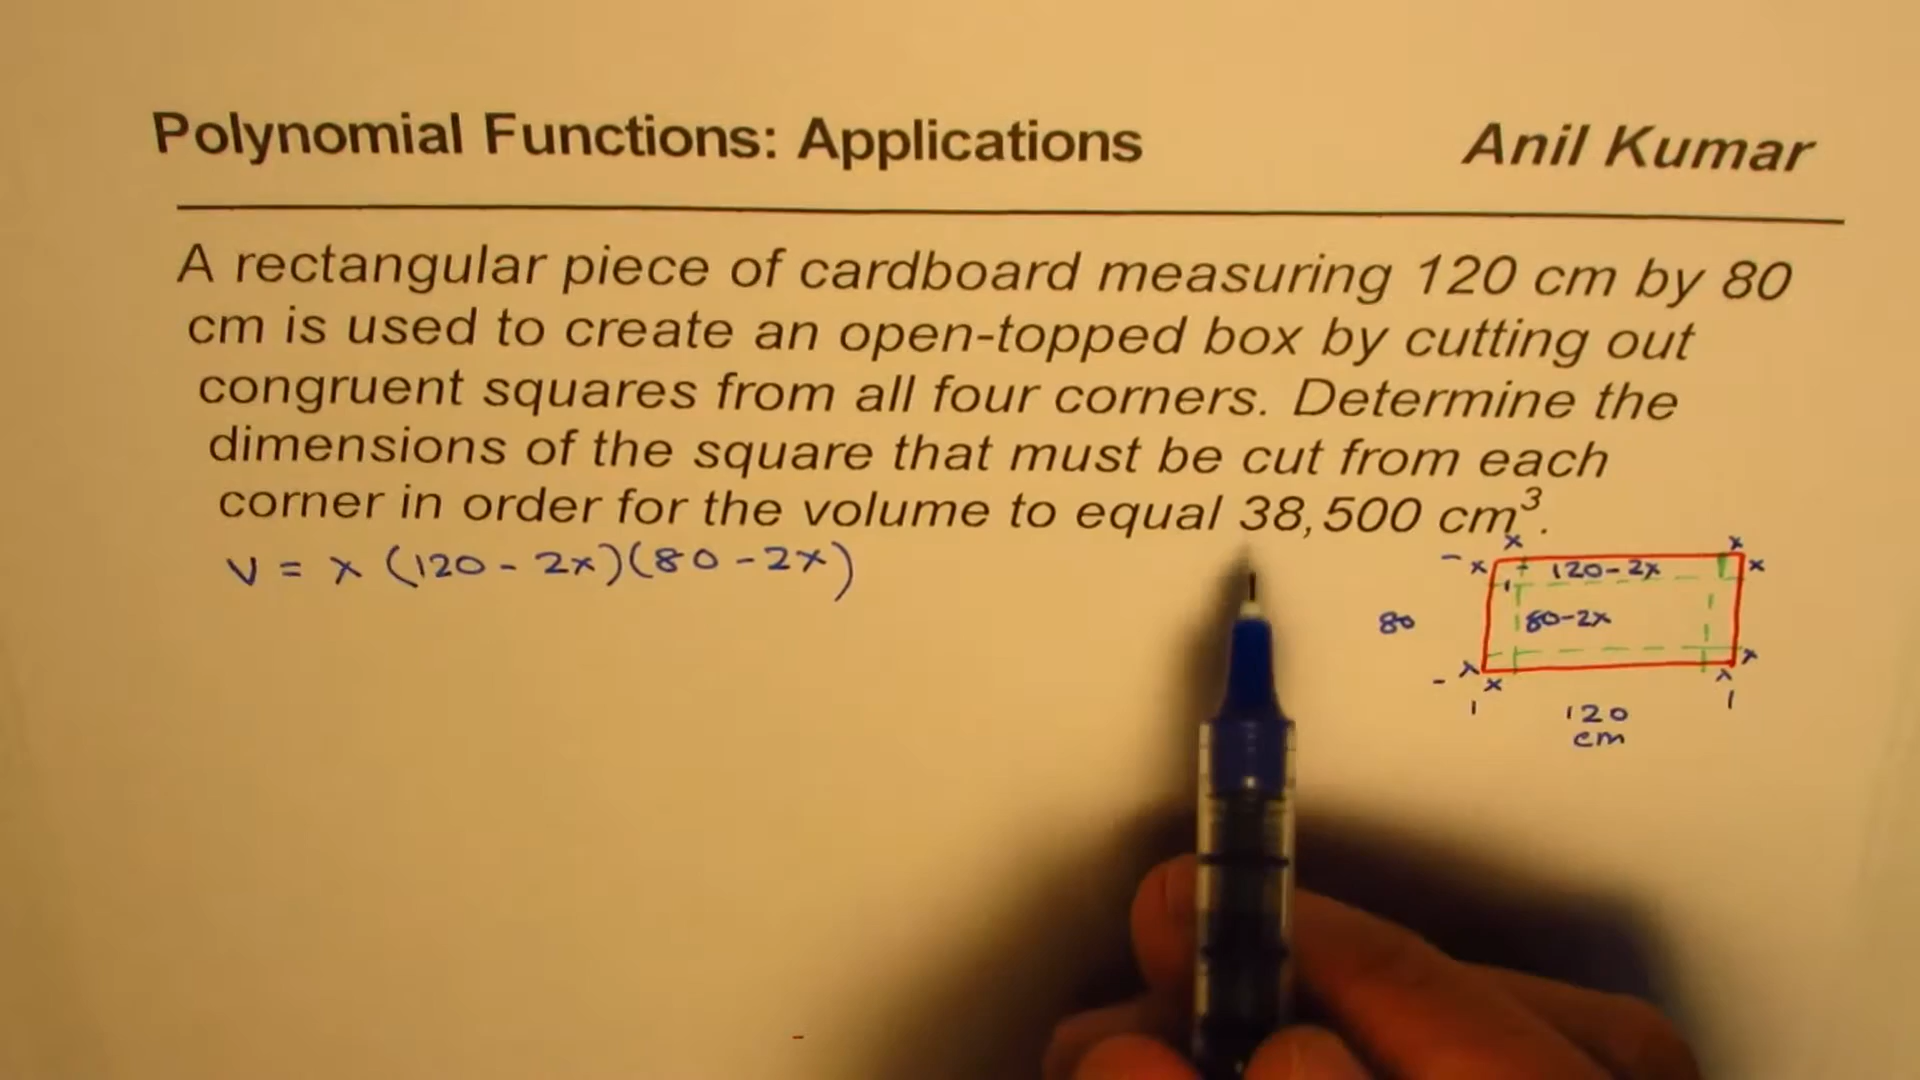 Polynomial Functions: Applications Anil Kumar
A rectangular piece of cardboard measuring 120 cm by 80
cm is used to create an open-topped box by cutting out
congruent squares from all four corners. Determine the
dimensions of the square that must be cut from each
corner in order for the volume to equal 38,500 cm³.
V = x (120 - 2x)(80 - 2x)
x x
x 120-2x x
80 80-2x
x x
x x
120
cm